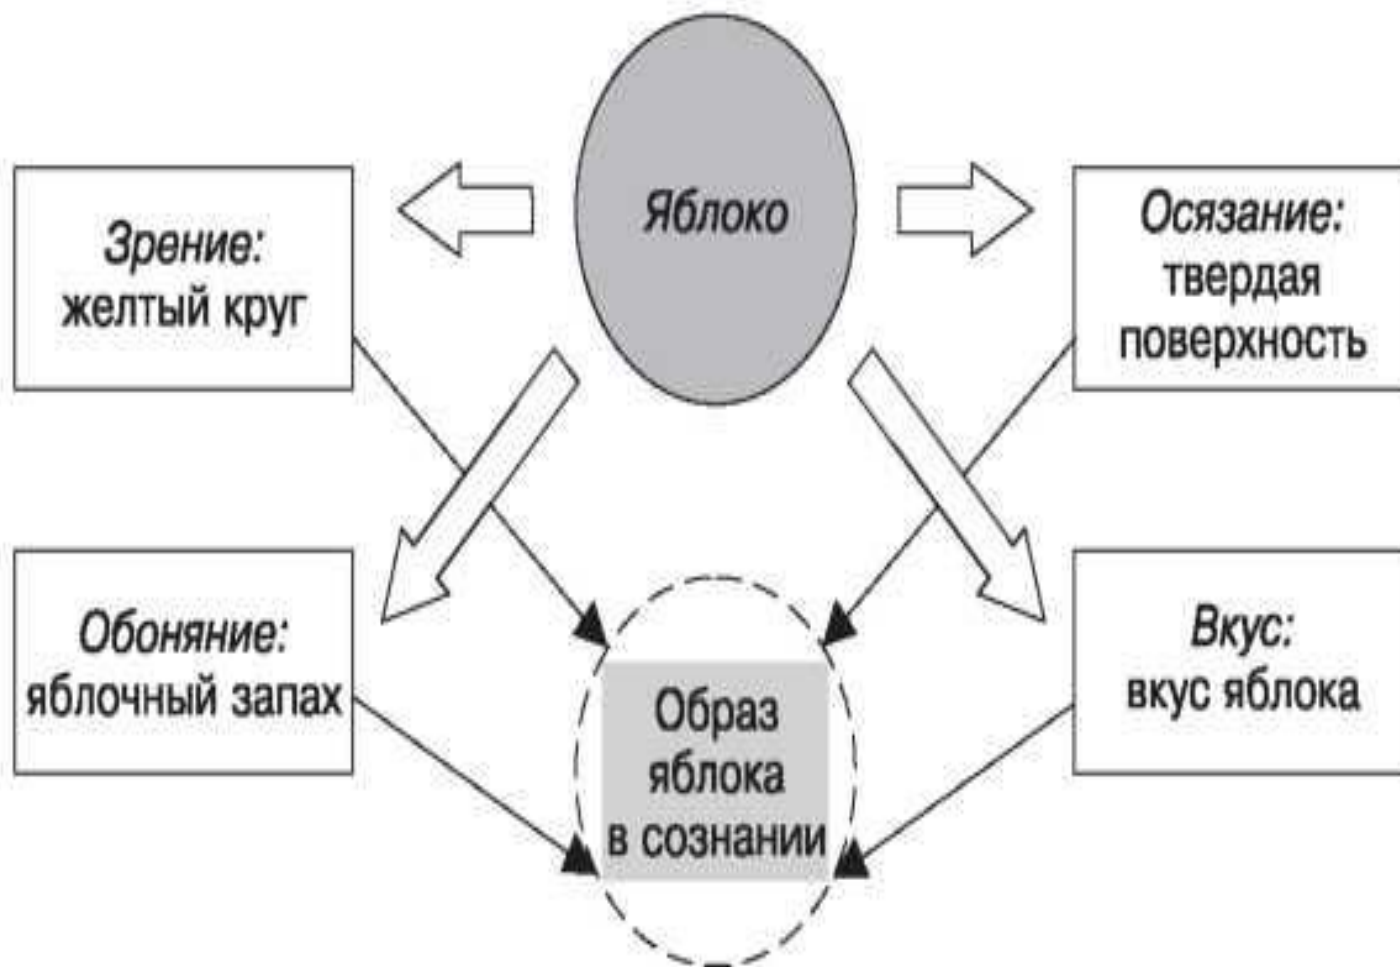 Яблоко
Зрение:
желтый круг
Осязание:
твердая
поверхность
Обоняние:
яблочный запах
Вкус:
вкус яблока
Образ
яблока
в сознании